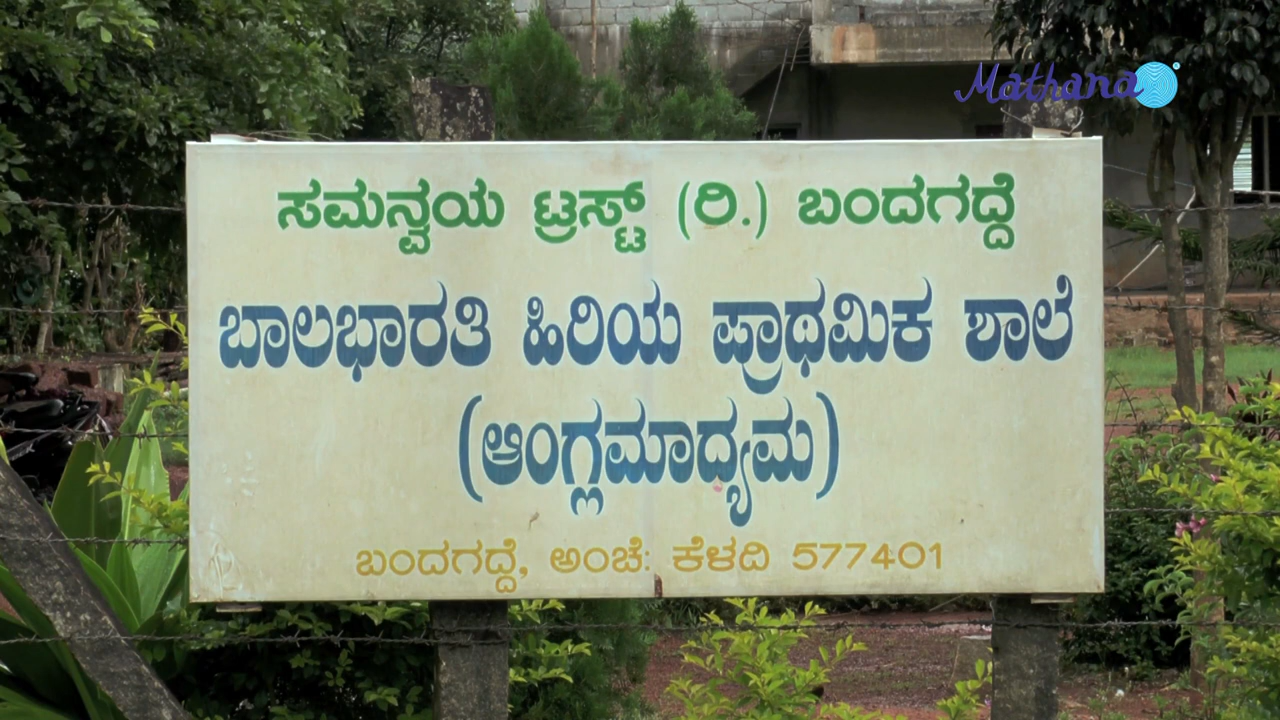 Mathana
ಸಮನ್ವಯ ಟ್ರಸ್ಟ್ (ರಿ.) ಬಂದಗದ್ದೆ
ಬಾಲಭಾರತಿ ಹಿರಿಯ ಪ್ರಾಥಮಿಕ ಶಾಲೆ
(ಆಂಗ್ಲಮಾಧ್ಯಮ)
ಬಂದಗದ್ದೆ, ಅಂಚೆ: ಕೆಳದಿ 577401